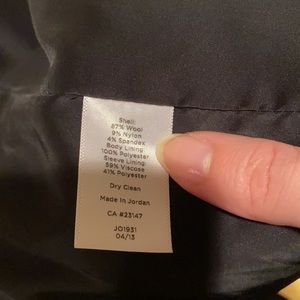 Shell:
87% Wool
9% Nylon
4% Spandex
Body Lining:
100% Polyester
Sleeve Lining:
59% Viscose
41% Polyester
Dry Clean
Made In Jordan
CA #23147
JO1931
04/13